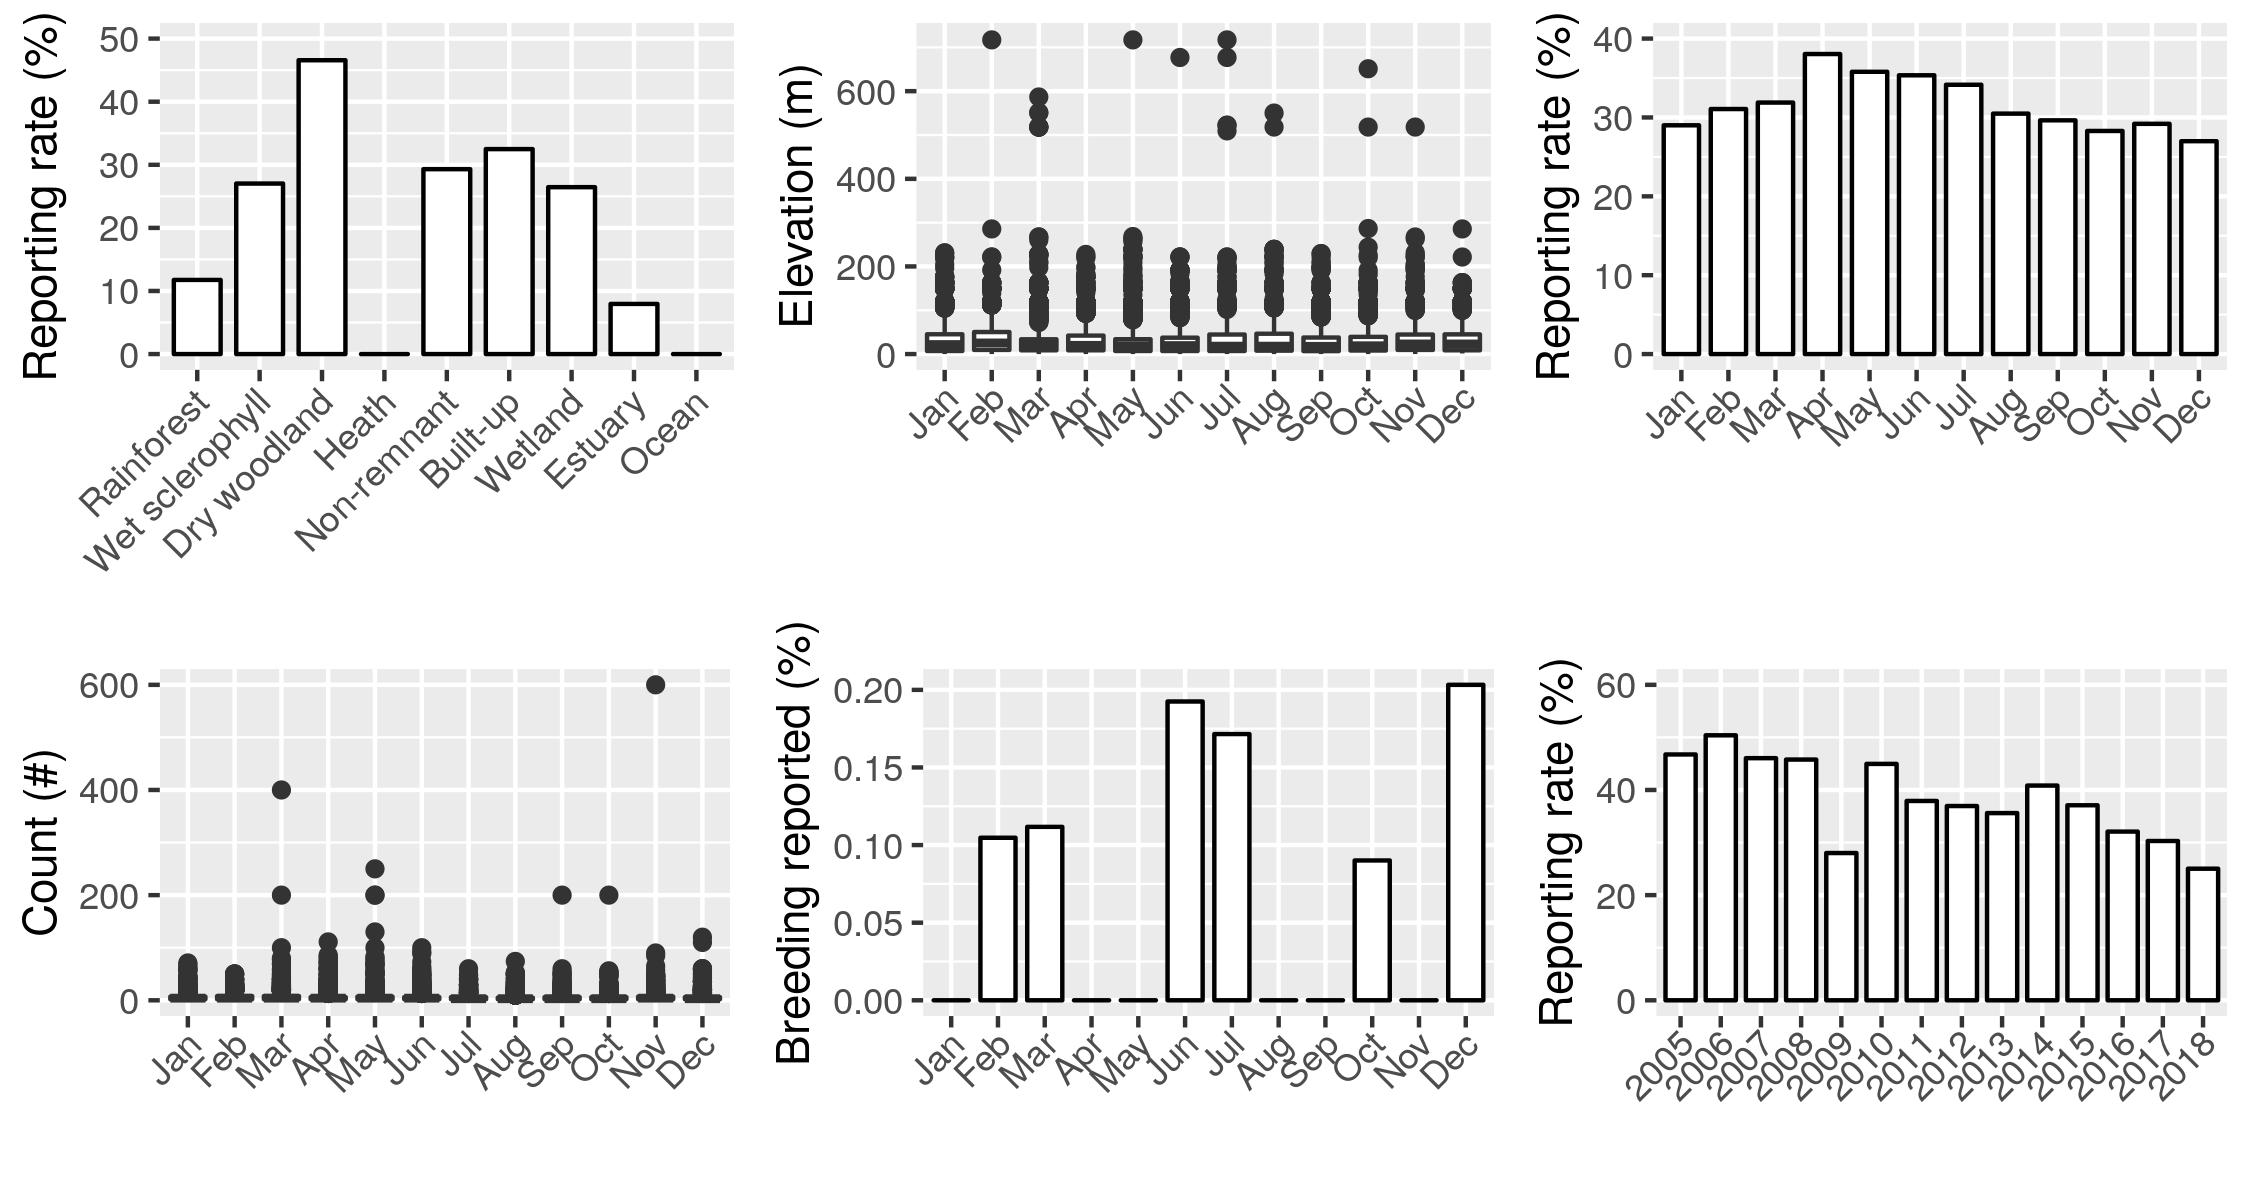 Reporting rate (%)
50
40
30
20
10
0
Rainforest
Wet sclerophyll
Dry woodland
Heath
Non-remnant
Built-up
Wetland
Estuary
Ocean
Elevation (m)
600
400
200
0
Jan
Feb
Mar
Apr
May
Jun
Jul
Aug
Sep
Oct
Nov
Dec
Reporting rate (%)
40
30
20
10
0
Jan
Feb
Mar
Apr
May
Jun
Jul
Aug
Sep
Oct
Nov
Dec
Count (#)
600
400
200
0
Jan
Feb
Mar
Apr
May
Jun
Jul
Aug
Sep
Oct
Nov
Dec
Breeding reported (%)
0.20
0.15
0.10
0.05
0.00
Jan
Feb
Mar
Apr
May
Jun
Jul
Aug
Sep
Oct
Nov
Dec
Reporting rate (%)
60
40
20
0
2005
2006
2007
2008
2009
2010
2011
2012
2013
2014
2015
2016
2017
2018